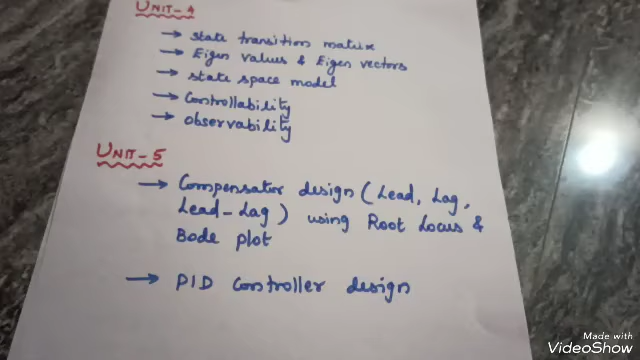 UNIT-4
→ state transition matrix
→ Eigen values & Eigen vectors
→ state space model
→ Controllability
→ observability
UNIT-5
→ Compensator design (Lead, Lag,
Lead-Lag) using Root Locus &
Bode plot
→ PID Controller design
Made with
VideoShow